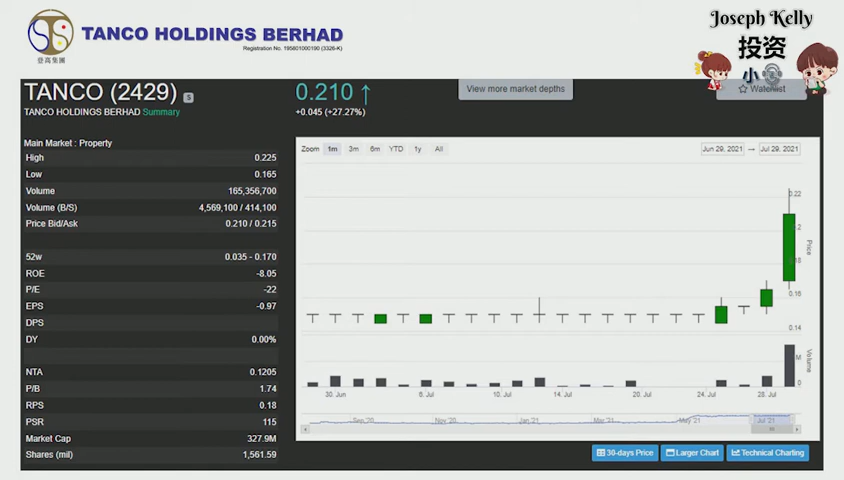 TANCO HOLDINGS BERHAD
Registration No. 195801000190 (3326-K)
登高集團
Joseph Kelly
投资
小
TANCO (2429) S
TANCO HOLDINGS BERHAD Summary
0.210 ↑
+0.045 (+27.27%)
View more market depths
Watchlist
Main Market : Property
High 0.225
Low 0.165
Volume 165,356,700
Volume (B/S) 4,569,100 / 414,100
Price Bid/Ask 0.210 / 0.215
52w 0.035 - 0.170
ROE -8.05
P/E -22
EPS -0.97
DPS
DY 0.00%
NTA 0.1205
P/B 1.74
RPS 0.18
PSR 115
Market Cap 327.9M
Shares (mil) 1,561.59
Zoom 1m 3m 6m YTD 1y All
Jun 29, 2021 → Jul 29, 2021
0.22
0.2
0.18
0.16
0.14
Price
M
0
Volume
30. Jun 8. Jul 10. Jul 14. Jul 20. Jul 24. Jul 28. Jul
Sep '20 Nov '20 Jan '21 Mar '21 May '21 Jul '21
30-days Price Larger Chart Technical Charting